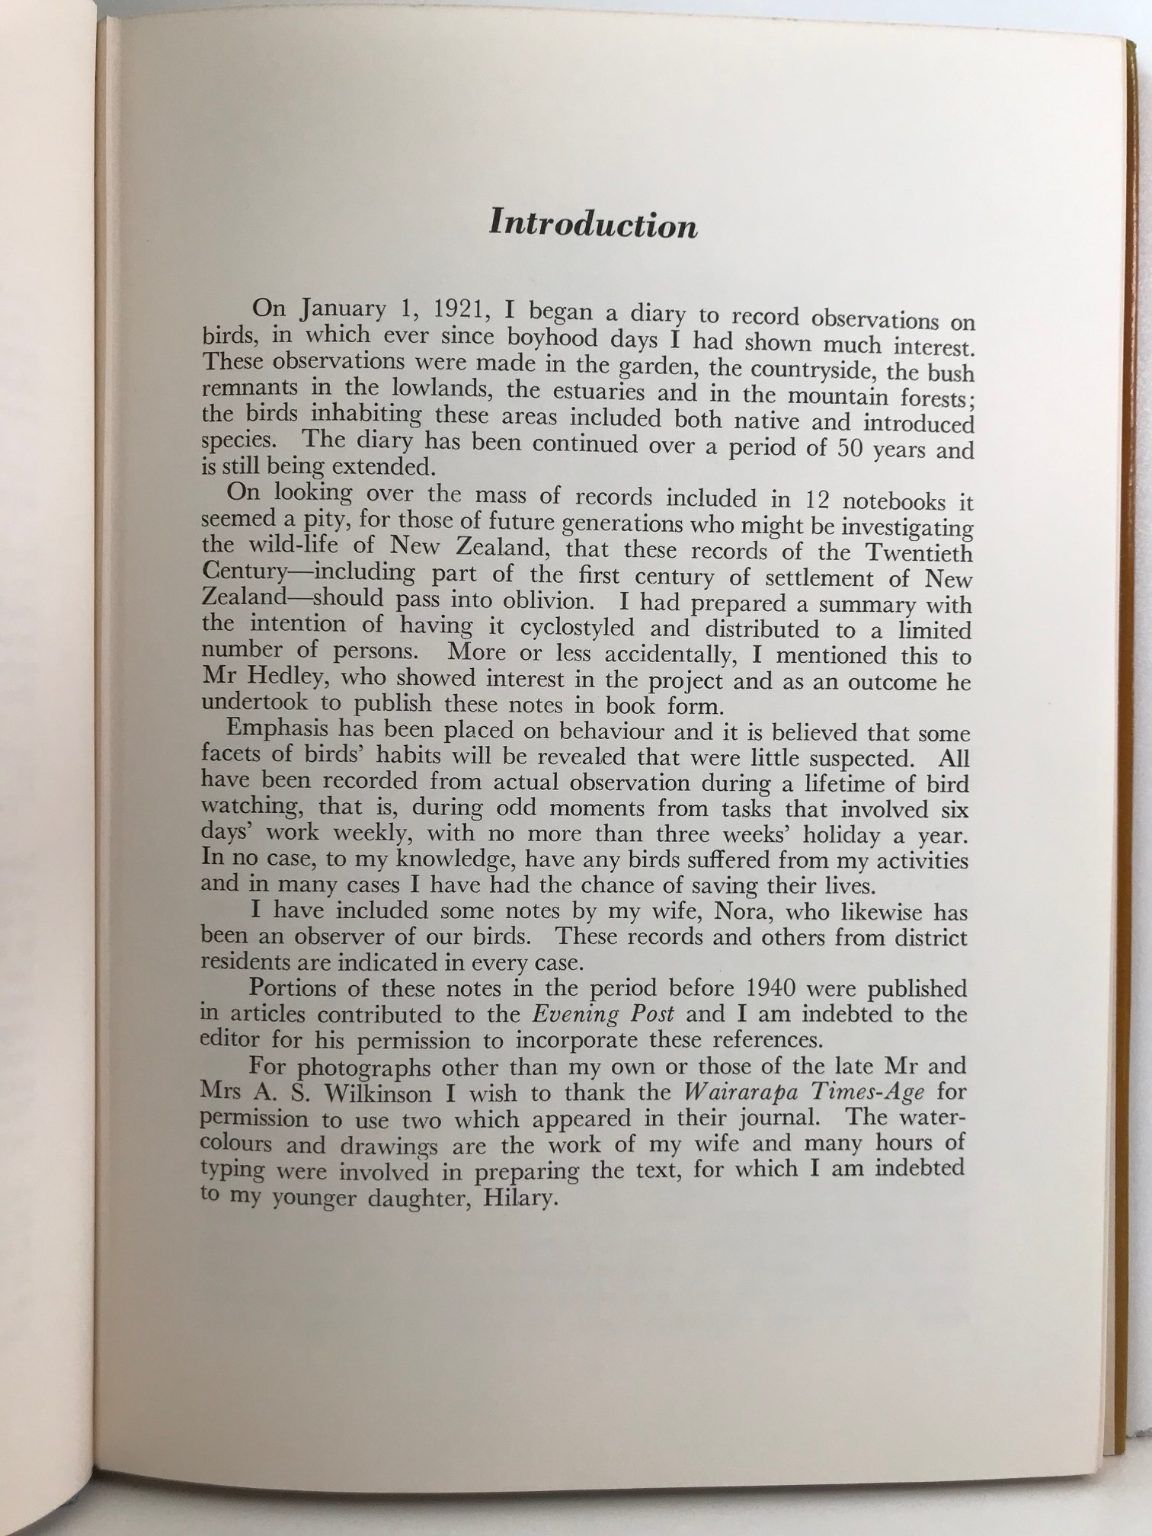 Introduction
On January 1, 1921, I began a diary to record observations on
birds, in which ever since boyhood days I had shown much interest.
These observations were made in the garden, the countryside, the bush
remnants in the lowlands, the estuaries and in the mountain forests;
the birds inhabiting these areas included both native and introduced
species. The diary has been continued over a period of 50 years and
is still being extended.
On looking over the mass of records included in 12 notebooks it
seemed a pity, for those of future generations who might be investigating
the wild-life of New Zealand, that these records of the Twentieth
Century—including part of the first century of settlement of New
Zealand—should pass into oblivion. I had prepared a summary with
the intention of having it cyclostyled and distributed to a limited
number of persons. More or less accidentally, I mentioned this to
Mr Hedley, who showed interest in the project and as an outcome he
undertook to publish these notes in book form.
Emphasis has been placed on behaviour and it is believed that some
facets of birds' habits will be revealed that were little suspected. All
have been recorded from actual observation during a lifetime of bird
watching, that is, during odd moments from tasks that involved six
days' work weekly, with no more than three weeks' holiday a year.
In no case, to my knowledge, have any birds suffered from my activities
and in many cases I have had the chance of saving their lives.
I have included some notes by my wife, Nora, who likewise has
been an observer of our birds. These records and others from district
residents are indicated in every case.
Portions of these notes in the period before 1940 were published
in articles contributed to the Evening Post and I am indebted to the
editor for his permission to incorporate these references.
For photographs other than my own or those of the late Mr and
Mrs A. S. Wilkinson I wish to thank the Wairarapa Times-Age for
permission to use two which appeared in their journal. The water-
colours and drawings are the work of my wife and many hours of
typing were involved in preparing the text, for which I am indebted
to my younger daughter, Hilary.